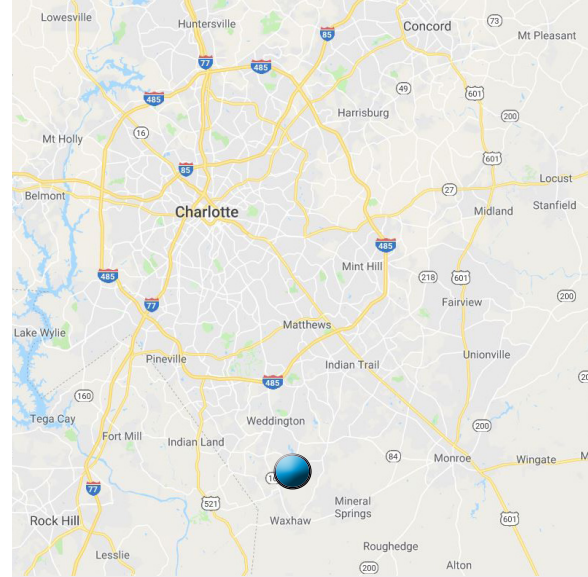 Lowesville
Huntersville
Concord
73
Mt Pleasant
85
77
485
485
49
601
200
Harrisburg
16
Mt Holly
601
85
Locust
Belmont
27
Charlotte
Midland
Stanfield
485
Mint Hill
485
218
601
77
Fairview
200
Lake Wylie
Matthews
Unionville
Pineville
Indian Trail
485
160
Tega Cay
Weddington
200
Fort Mill
Indian Land
84
Monroe
Wingate
77
521
Mineral
Springs
Rock Hill
Waxhaw
601
Roughedge
Lesslie
200
Alton